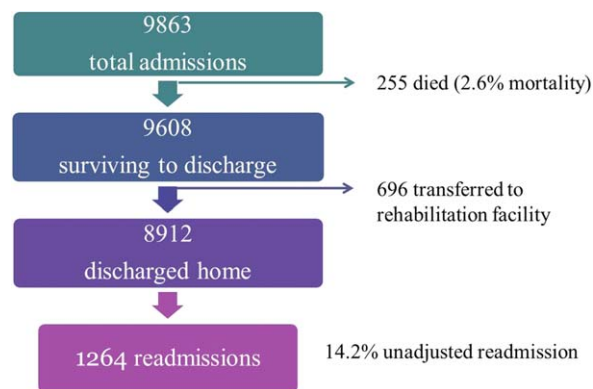 9863
total admissions
255 died (2.6% mortality)
9608
surviving to discharge
696 transferred to
rehabilitation facility
8912
discharged home
1264 readmissions
14.2% unadjusted readmission